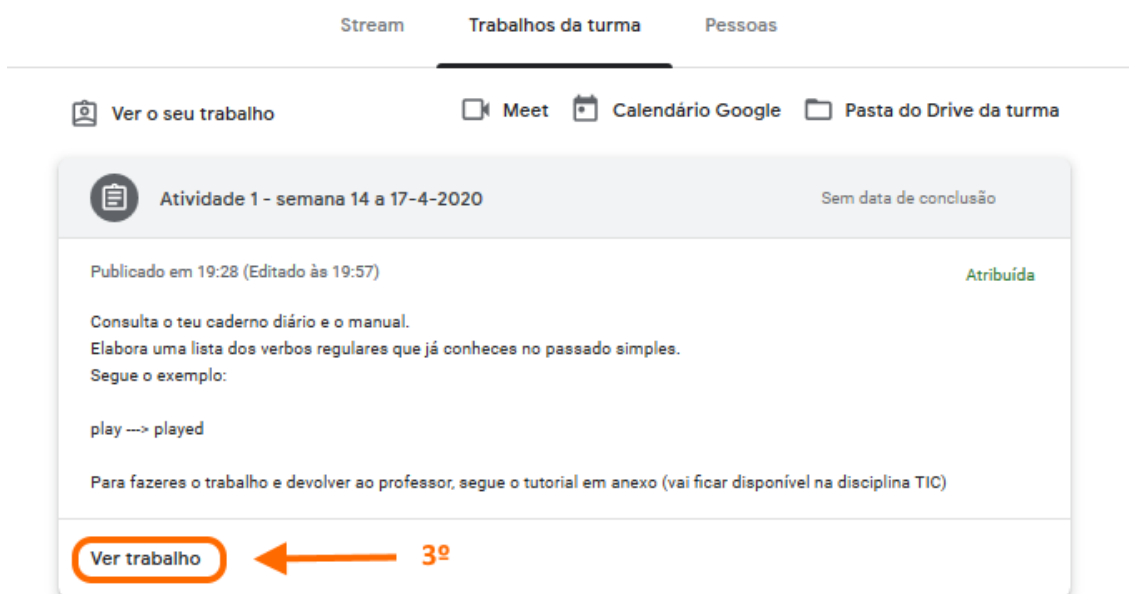 Stream Trabalhos da turma Pessoas
Ver o seu trabalho Meet Calendário Google Pasta do Drive da turma
Atividade 1 - semana 14 a 17-4-2020 Sem data de conclusão
Publicado em 19:28 (Editado às 19:57) Atribuída
Consulta o teu caderno diário e o manual.
Elabora uma lista dos verbos regulares que já conheces no passado simples.
Segue o exemplo:
play ---> played
Para fazeres o trabalho e devolver ao professor, segue o tutorial em anexo (vai ficar disponível na disciplina TIC)
Ver trabalho 3º